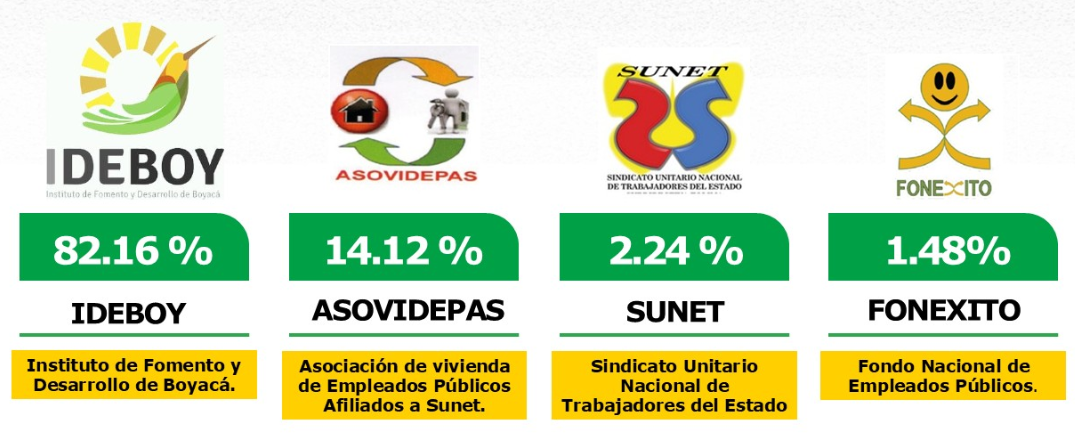 IDEBOY
Instituto de Fomento y Desarrollo de Boyacá
ASOVIDEPAS
SUNET
SINDICATO UNITARIO NACIONAL
DE TRABAJADORES DEL ESTADO
FONEXITO
82.16 %
14.12 %
2.24 %
1.48%
IDEBOY
ASOVIDEPAS
SUNET
FONEXITO
Instituto de Fomento y
Desarrollo de Boyacá.
Asociación de vivienda
de Empleados Públicos
Afiliados a Sunet.
Sindicato Unitario
Nacional de
Trabajadores del Estado
Fondo Nacional de
Empleados Públicos.